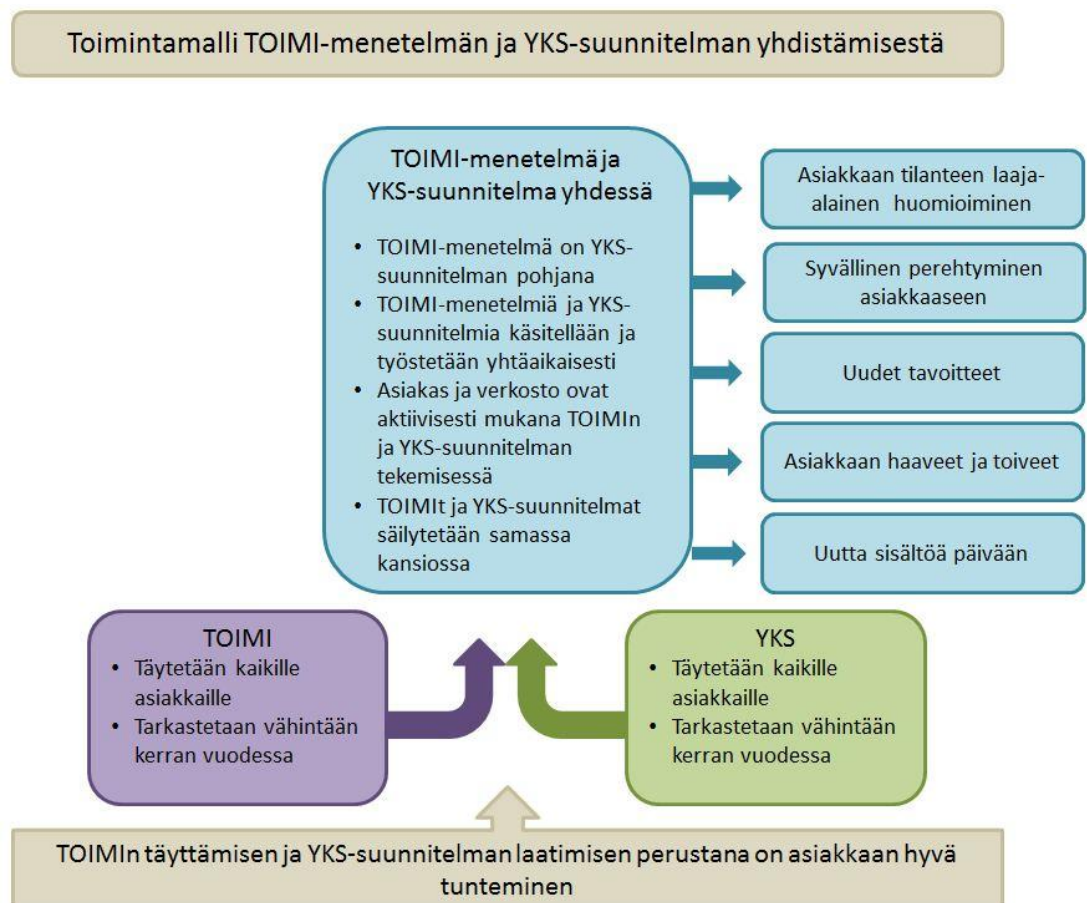 Toimintamalli TOIMI-menetelmän ja YKS-suunnitelman yhdistämisestä
TOIMI-menetelmä ja
YKS-suunnitelma yhdessä
• TOIMI-menetelmä on YKS-
suunnitelman pohjana
• TOIMI-menetelmiä ja YKS-
suunnitelmia käsitellään ja
työstetään yhtäaikaisesti
• Asiakas ja verkosto ovat
aktiivisesti mukana TOIMIn
ja YKS-suunnitelman
tekemisessä
• TOIMIt ja YKS-suunnitelmat
säilytetään samassa
kansiossa
Asiakkaan tilanteen laaja-
alainen huomioiminen
Syvällinen perehtyminen
asiakkaaseen
Uudet tavoitteet
Asiakkaan haaveet ja toiveet
Uutta sisältöä päivään
TOIMI
• Täytetään kaikille
asiakkaille
• Tarkastetaan vähintään
kerran vuodessa
YKS
• Täytetään kaikille
asiakkaille
• Tarkastetaan vähintään
kerran vuodessa
TOIMIn täyttämisen ja YKS-suunnitelman laatimisen perustana on asiakkaan hyvä
tunteminen